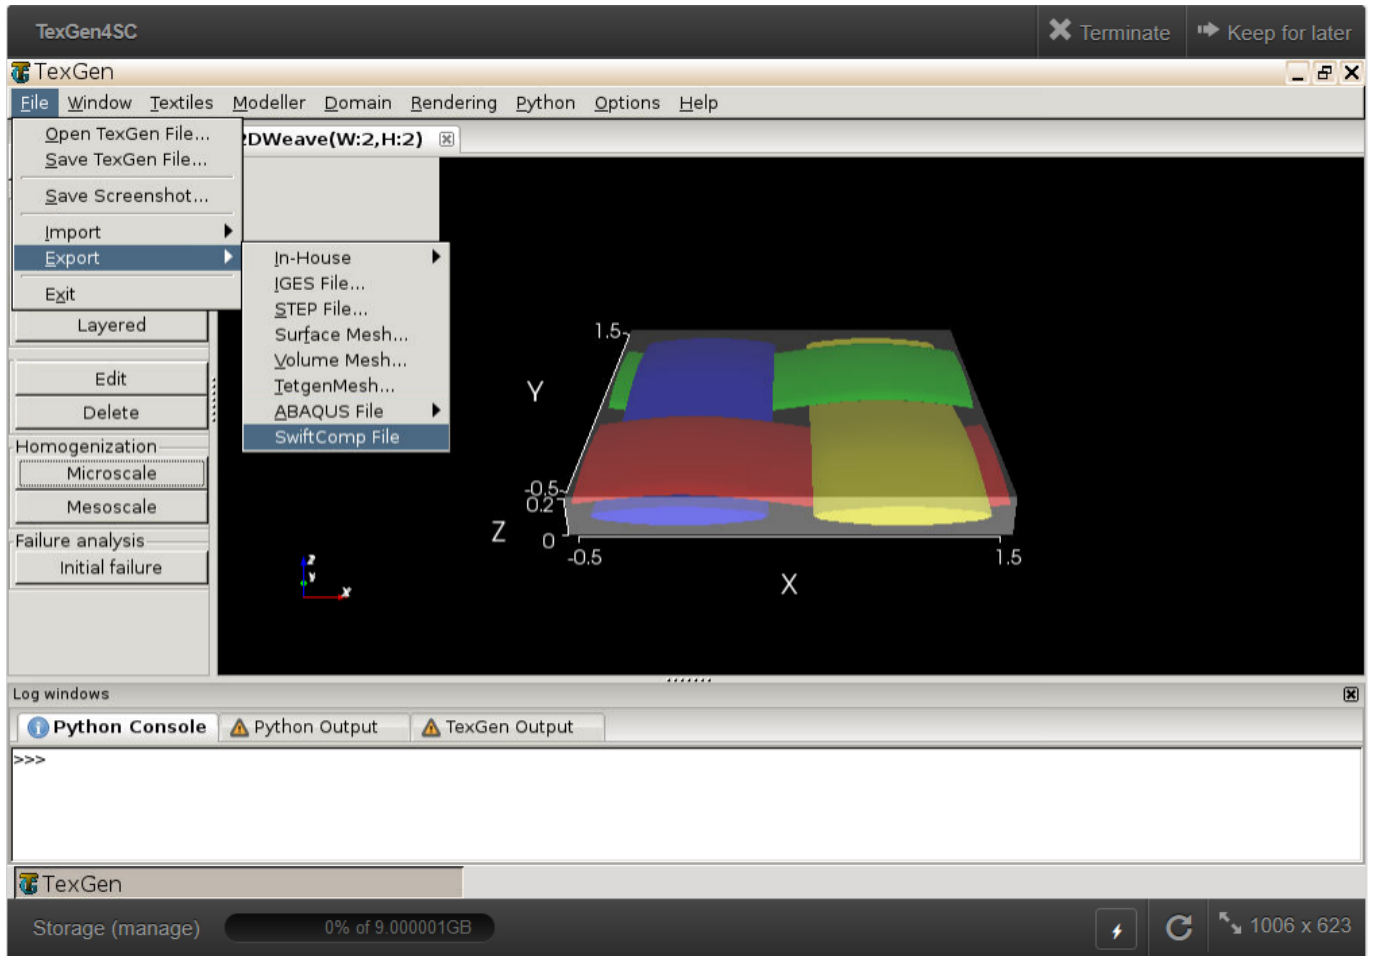 TexGen4SC
Terminate
Keep for later
TexGen
File Window Textiles Modeller Domain Rendering Python Options Help
Open TexGen File...
Save TexGen File...
Save Screenshot...
Import
Export
Exit
2DWeave(W:2,H:2)
In-House
IGES File...
STEP File...
Surface Mesh...
Volume Mesh...
TetgenMesh...
ABAQUS File
SwiftComp File
Layered
Edit
Delete
Homogenization
Microscale
Mesoscale
Failure analysis
Initial failure
1.5
Y
-0.5
0.2
Z
0
-0.5
1.5
X
z
y
x
Log windows
Python Console
Python Output
TexGen Output
>>>
TexGen
Storage (manage)
0% of 9.000001GB
1006 x 623